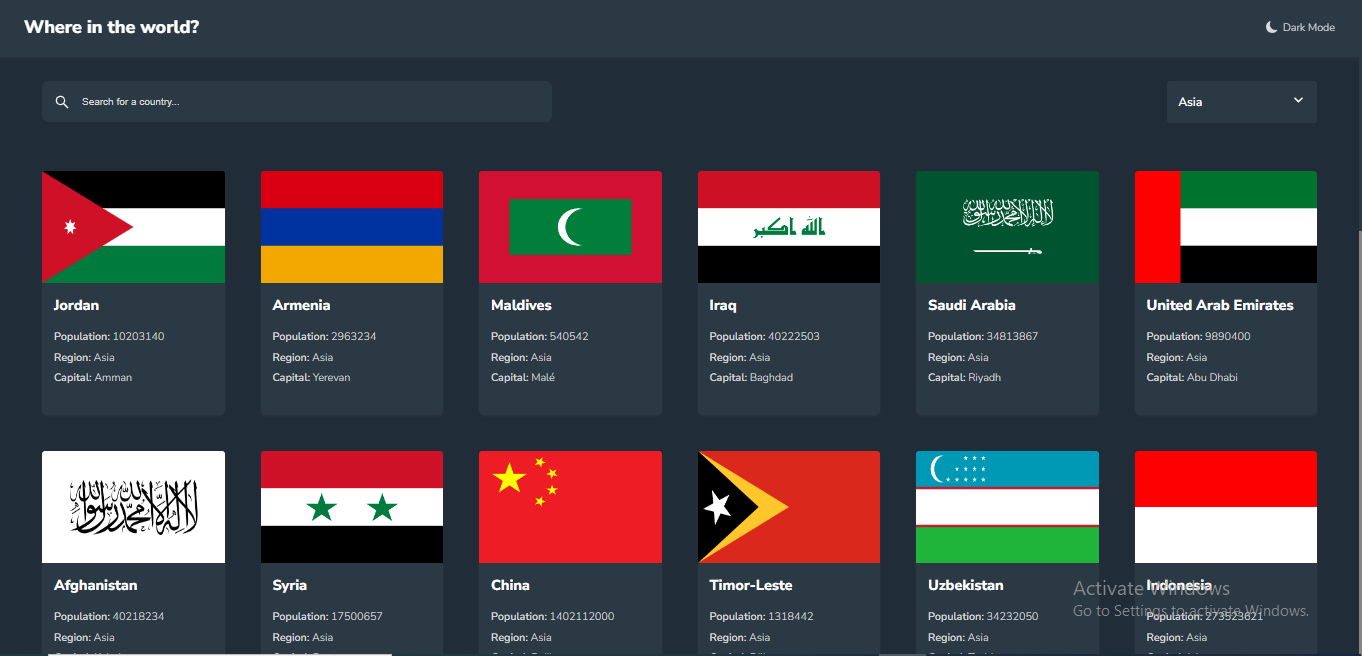 Where in the world?
Dark Mode
Search for a country...
Asia
الله اكبر
لا إله إلا الله محمد رسول الله
Jordan
Armenia
Maldives
Iraq
Saudi Arabia
United Arab Emirates
Population: 10203140
Population: 2963234
Population: 540542
Population: 40222503
Population: 34813867
Population: 9890400
Region: Asia
Region: Asia
Region: Asia
Region: Asia
Region: Asia
Region: Asia
Capital: Amman
Capital: Yerevan
Capital: Malé
Capital: Baghdad
Capital: Riyadh
Capital: Abu Dhabi
لا إله إلا الله محمد رسول الله
Afghanistan
Syria
China
Timor-Leste
Uzbekistan
Indonesia
Activate Windows
Population: 40218234
Population: 17500657
Population: 1402112000
Population: 1318442
Population: 34232050
Population: 273523621
Go to Settings to activate Windows.
Region: Asia
Region: Asia
Region: Asia
Region: Asia
Region: Asia
Region: Asia